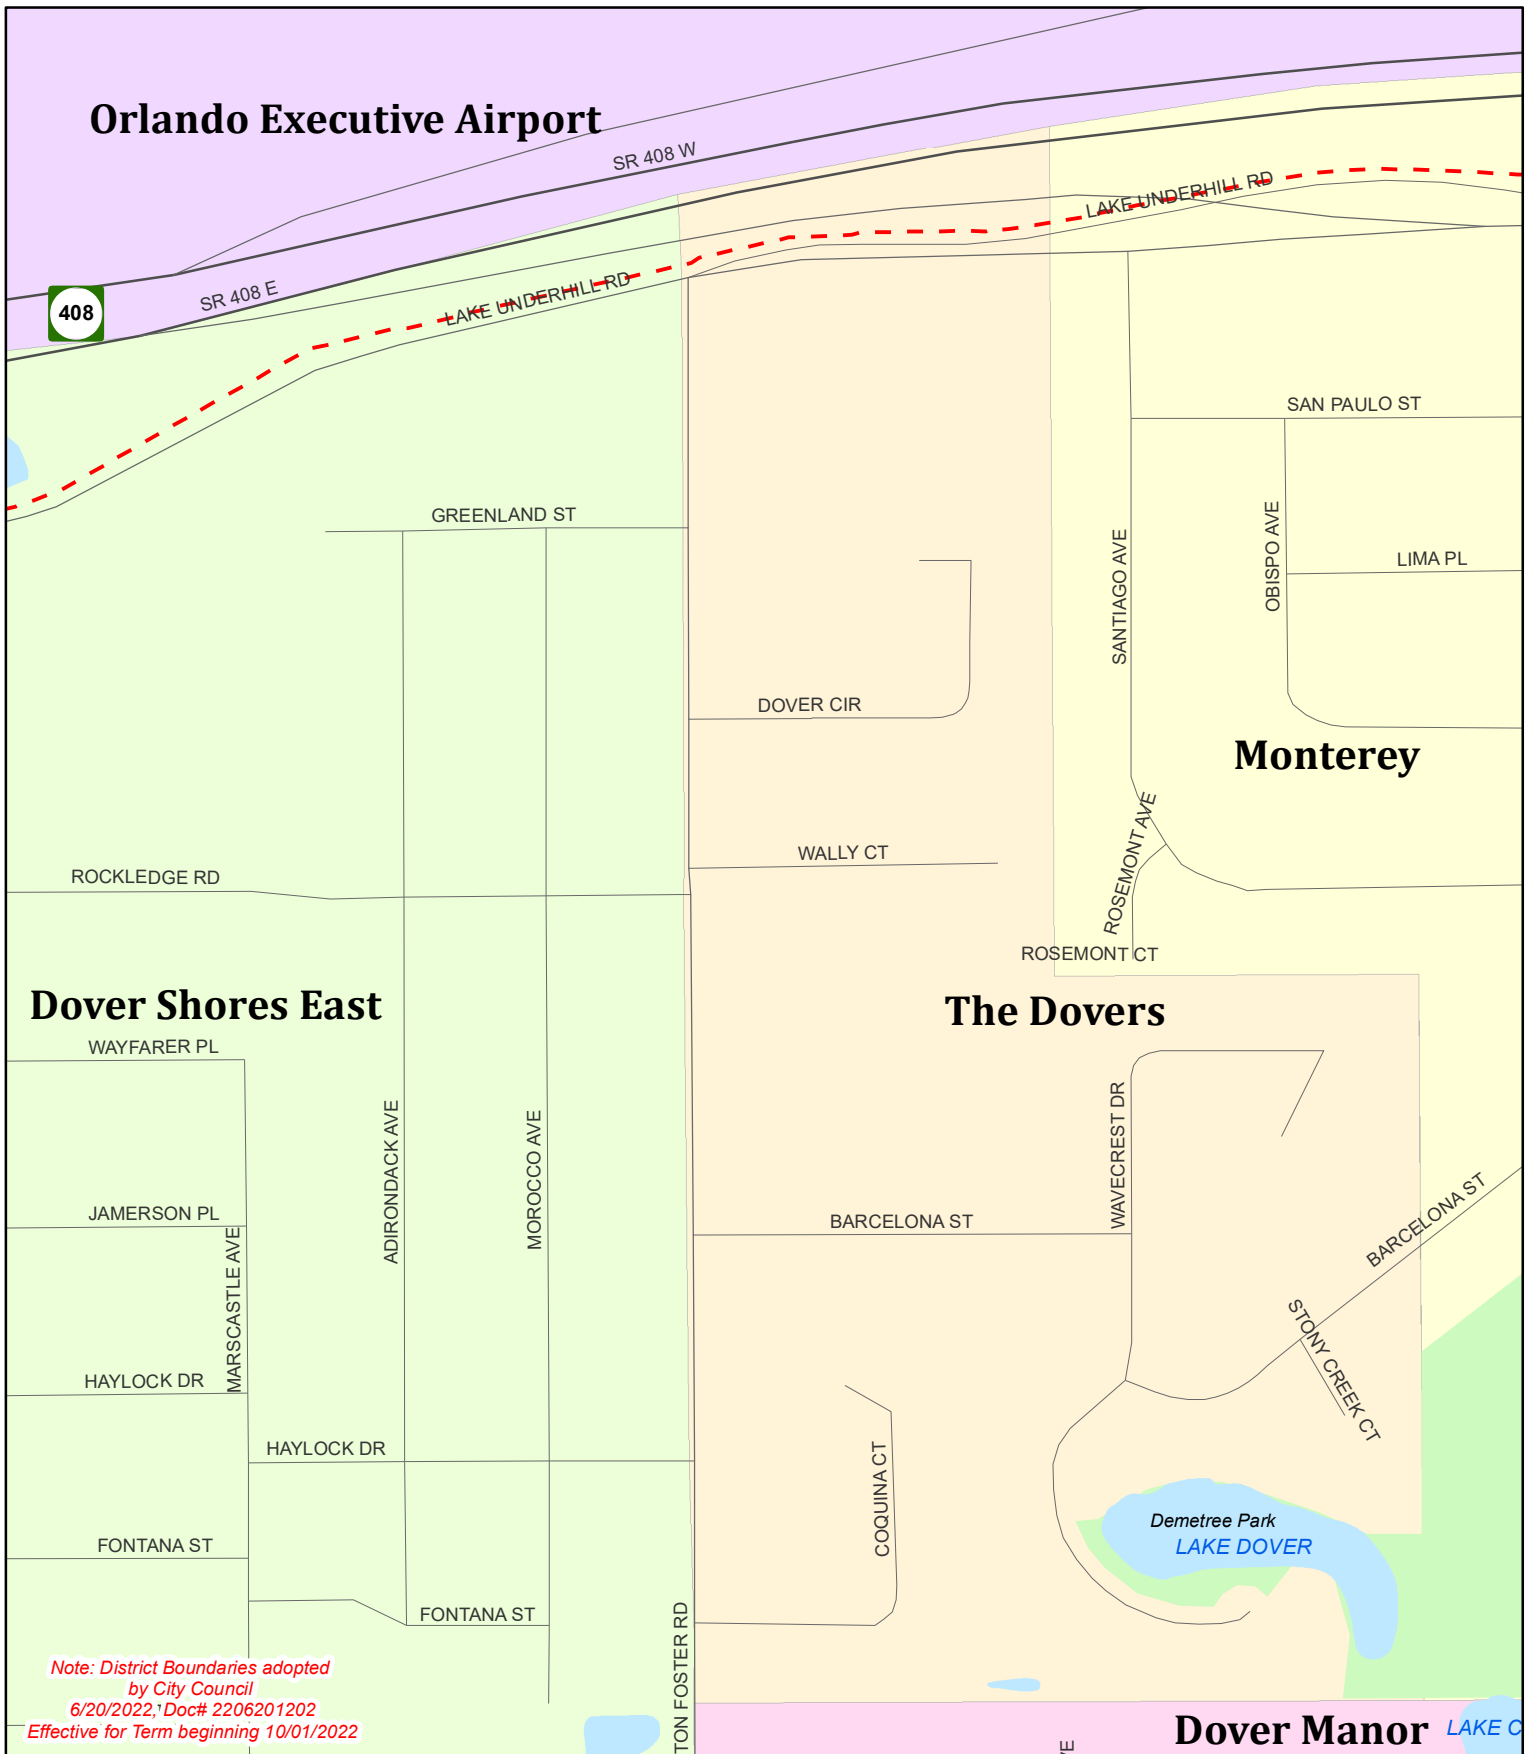 Orlando Executive Airport
SR 408 W
LAKE UNDERHILL RD
SR 408 E
408
LAKE UNDERHILL RD
SAN PAULO ST
GREENLAND ST
OBISPO AVE
SANTIAGO AVE
LIMA PL
DOVER CIR
Monterey
WALLY CT
ROSEMONT AVE
ROCKLEDGE RD
ROSEMONT CT
Dover Shores East
The Dovers
WAYFARER PL
ADIRONDACK AVE
MOROCCO AVE
WAVECREST DR
JAMERSON PL
BARCELONA ST
BARCELONA ST
MARSCASTLE AVE
STONY CREEK CT
HAYLOCK DR
HAYLOCK DR
COQUINA CT
Demetree Park
LAKE DOVER
FONTANA ST
FONTANA ST
TON FOSTER RD
Note: District Boundaries adopted
by City Council
6/20/2022, Doc# 2206201202
Effective for Term beginning 10/01/2022
Dover Manor
LAKE C
VE